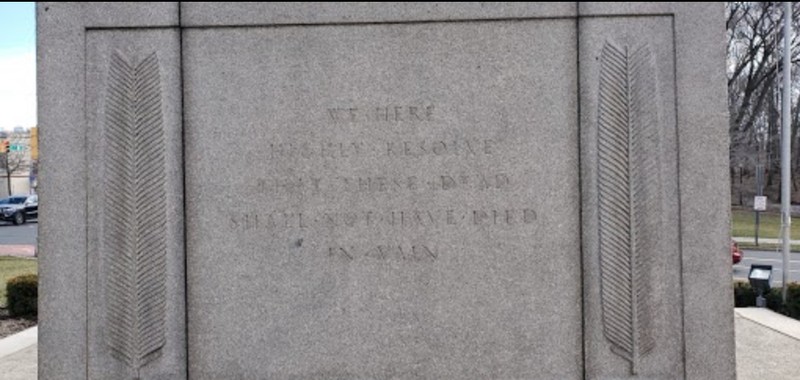 WE·HERE
HIGHLY·RESOLVE
THAT·THESE·DEAD
SHALL·NOT·HAVE·DIED
IN·VAIN